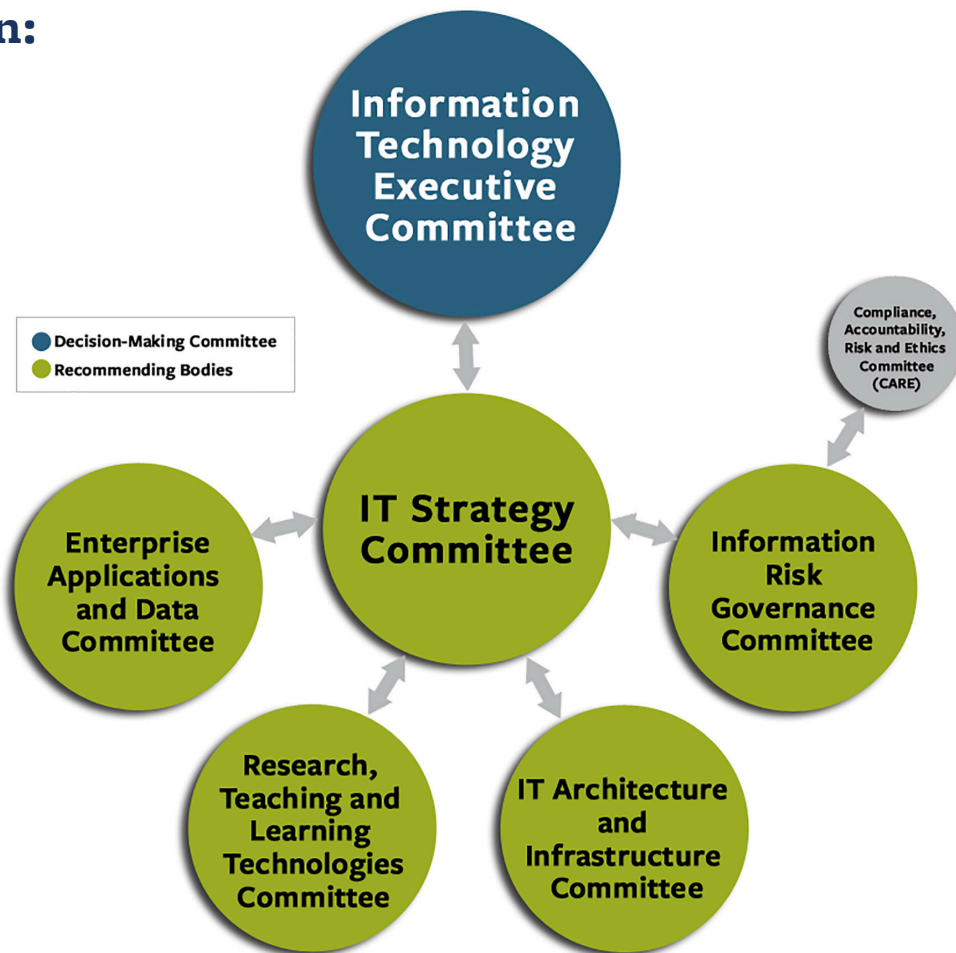 n:
Information
Technology
Executive
Committee
Compliance,
Accountability,
Risk and Ethics
Committee
(CARE)
Decision-Making Committee
Recommending Bodies
IT Strategy
Committee
Enterprise
Applications
and Data
Committee
Information
Risk
Governance
Committee
Research,
Teaching and
Learning
Technologies
Committee
IT Architecture
and
Infrastructure
Committee